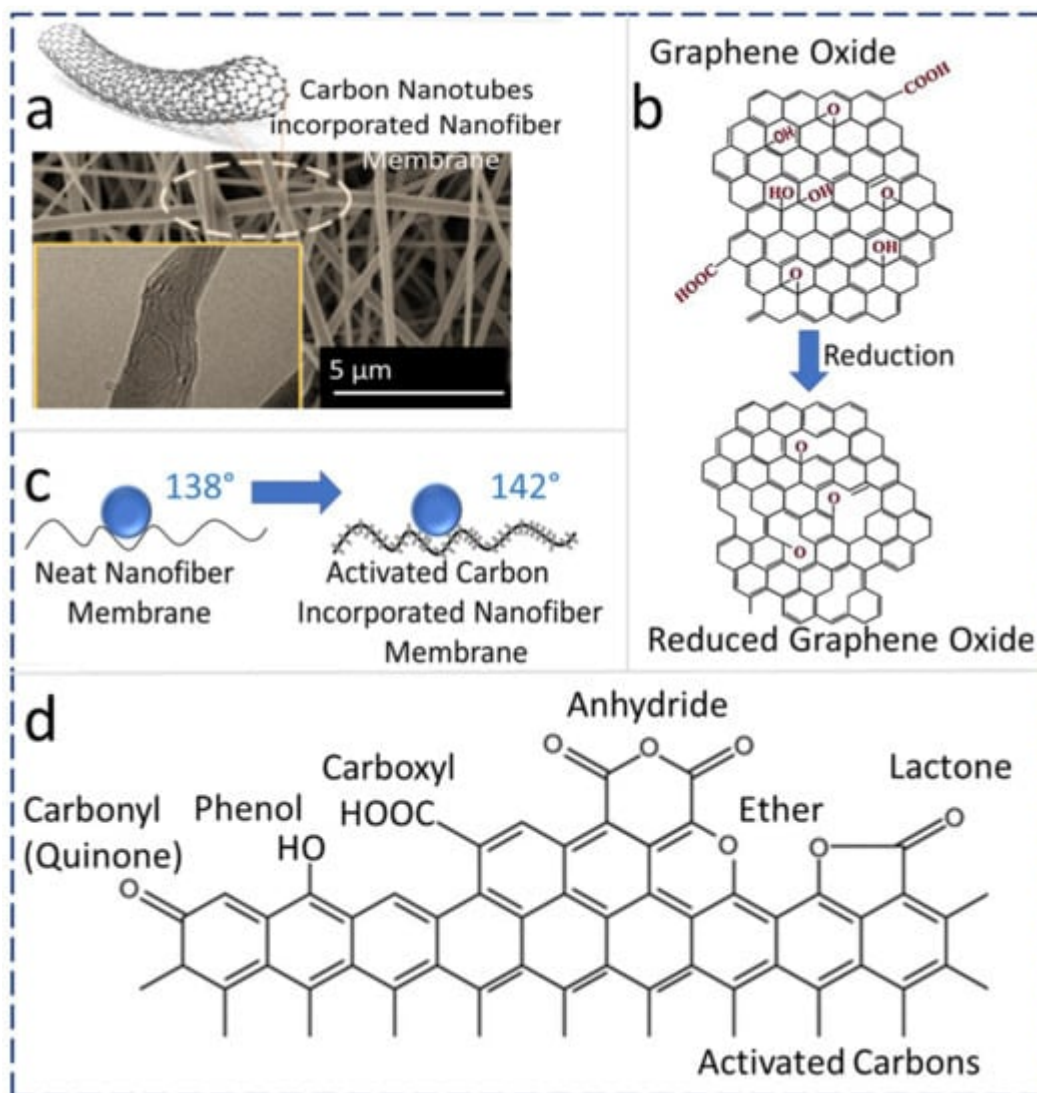 a
Carbon Nanotubes
incorporated Nanofiber
Membrane
5 μm
b
Graphene Oxide
COOH
O
OH
HO
OH
O
OH
HOOC
O
Reduction
O
O
O
Reduced Graphene Oxide
c
138°
142°
Neat Nanofiber
Membrane
Activated Carbon
Incorporated Nanofiber
Membrane
d
Anhydride
O
O
O
Carboxyl
HOOC
Lactone
O
O
Ether
O
Phenol
HO
Carbonyl
(Quinone)
O
Activated Carbons